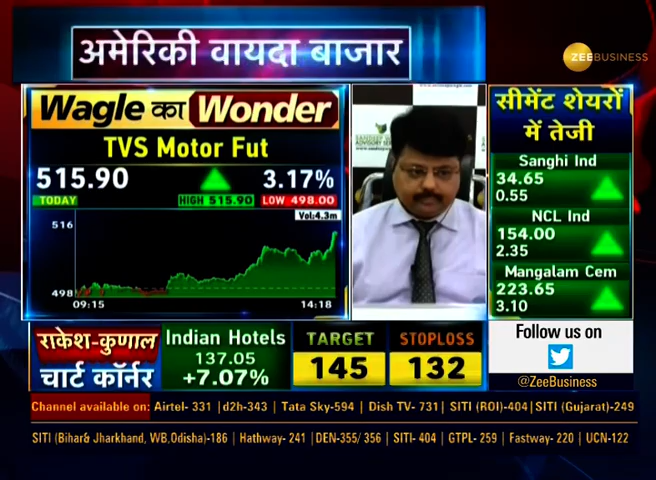 अमेरिकी वायदा बाजार
ZEEBUSINESS
Wagle का Wonder
TVS Motor Fut
515.90 3.17%
TODAY HIGH 515.90 LOW 498.00
Vol:4.3m
516
498
09:15 14:18
सीमेंट शेयरों
में तेजी
Sanghi Ind
34.65
0.55
NCL Ind
154.00
2.35
Mangalam Cem
223.65
3.10
राकेश-कुणाल
चार्ट कॉर्नर
Indian Hotels
137.05
+7.07%
TARGET
145
STOPLOSS
132
Follow us on
@ZeeBusiness
Channel available on: Airtel- 331 |d2h-343 | Tata Sky-594 | Dish TV- 731| SITI (ROI)-404|SITI (Gujarat)-249
SITI (Bihar& Jharkhand, WB,Odisha)-186 | Hathway- 241 |DEN-355/ 356 | SITI- 404 | GTPL- 259 | Fastway- 220 | UCN-122